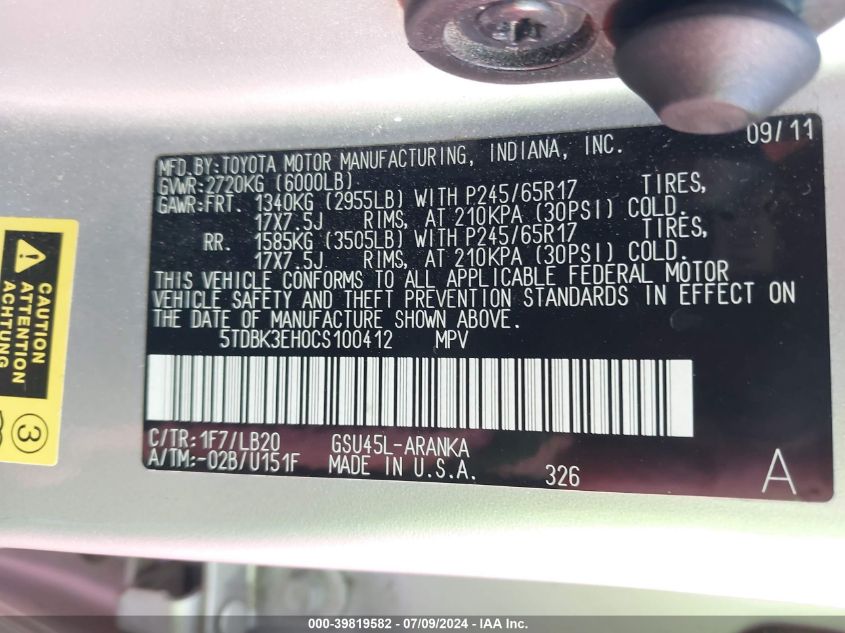 09/11
MFD.BY:TOYOTA MOTOR MANUFACTURING, INDIANA, INC.
GVWR:2720KG (6000LB)
GAWR:FRT. 1340KG (2955LB) WITH P245/65R17 TIRES,
17X7.5J RIMS, AT 210KPA (30PSI) COLD.
RR. 1585KG (3505LB) WITH P245/65R17 TIRES,
17X7.5J RIMS, AT 210KPA (30PSI) COLD.
THIS VEHICLE CONFORMS TO ALL APPLICABLE FEDERAL MOTOR
VEHICLE SAFETY AND THEFT PREVENTION STANDARDS IN EFFECT ON
THE DATE OF MANUFACTURE SHOWN ABOVE.
5TDBK3EH0CS100412 MPV
C/TR:1F7/LB20 GSU45L-ARANKA
A/TM:-02B/U151F MADE IN U.S.A. 326 A
CAUTION
ATTENTION
ACHTUNG
3
000-39819582 - 07/09/2024 - IAA Inc.